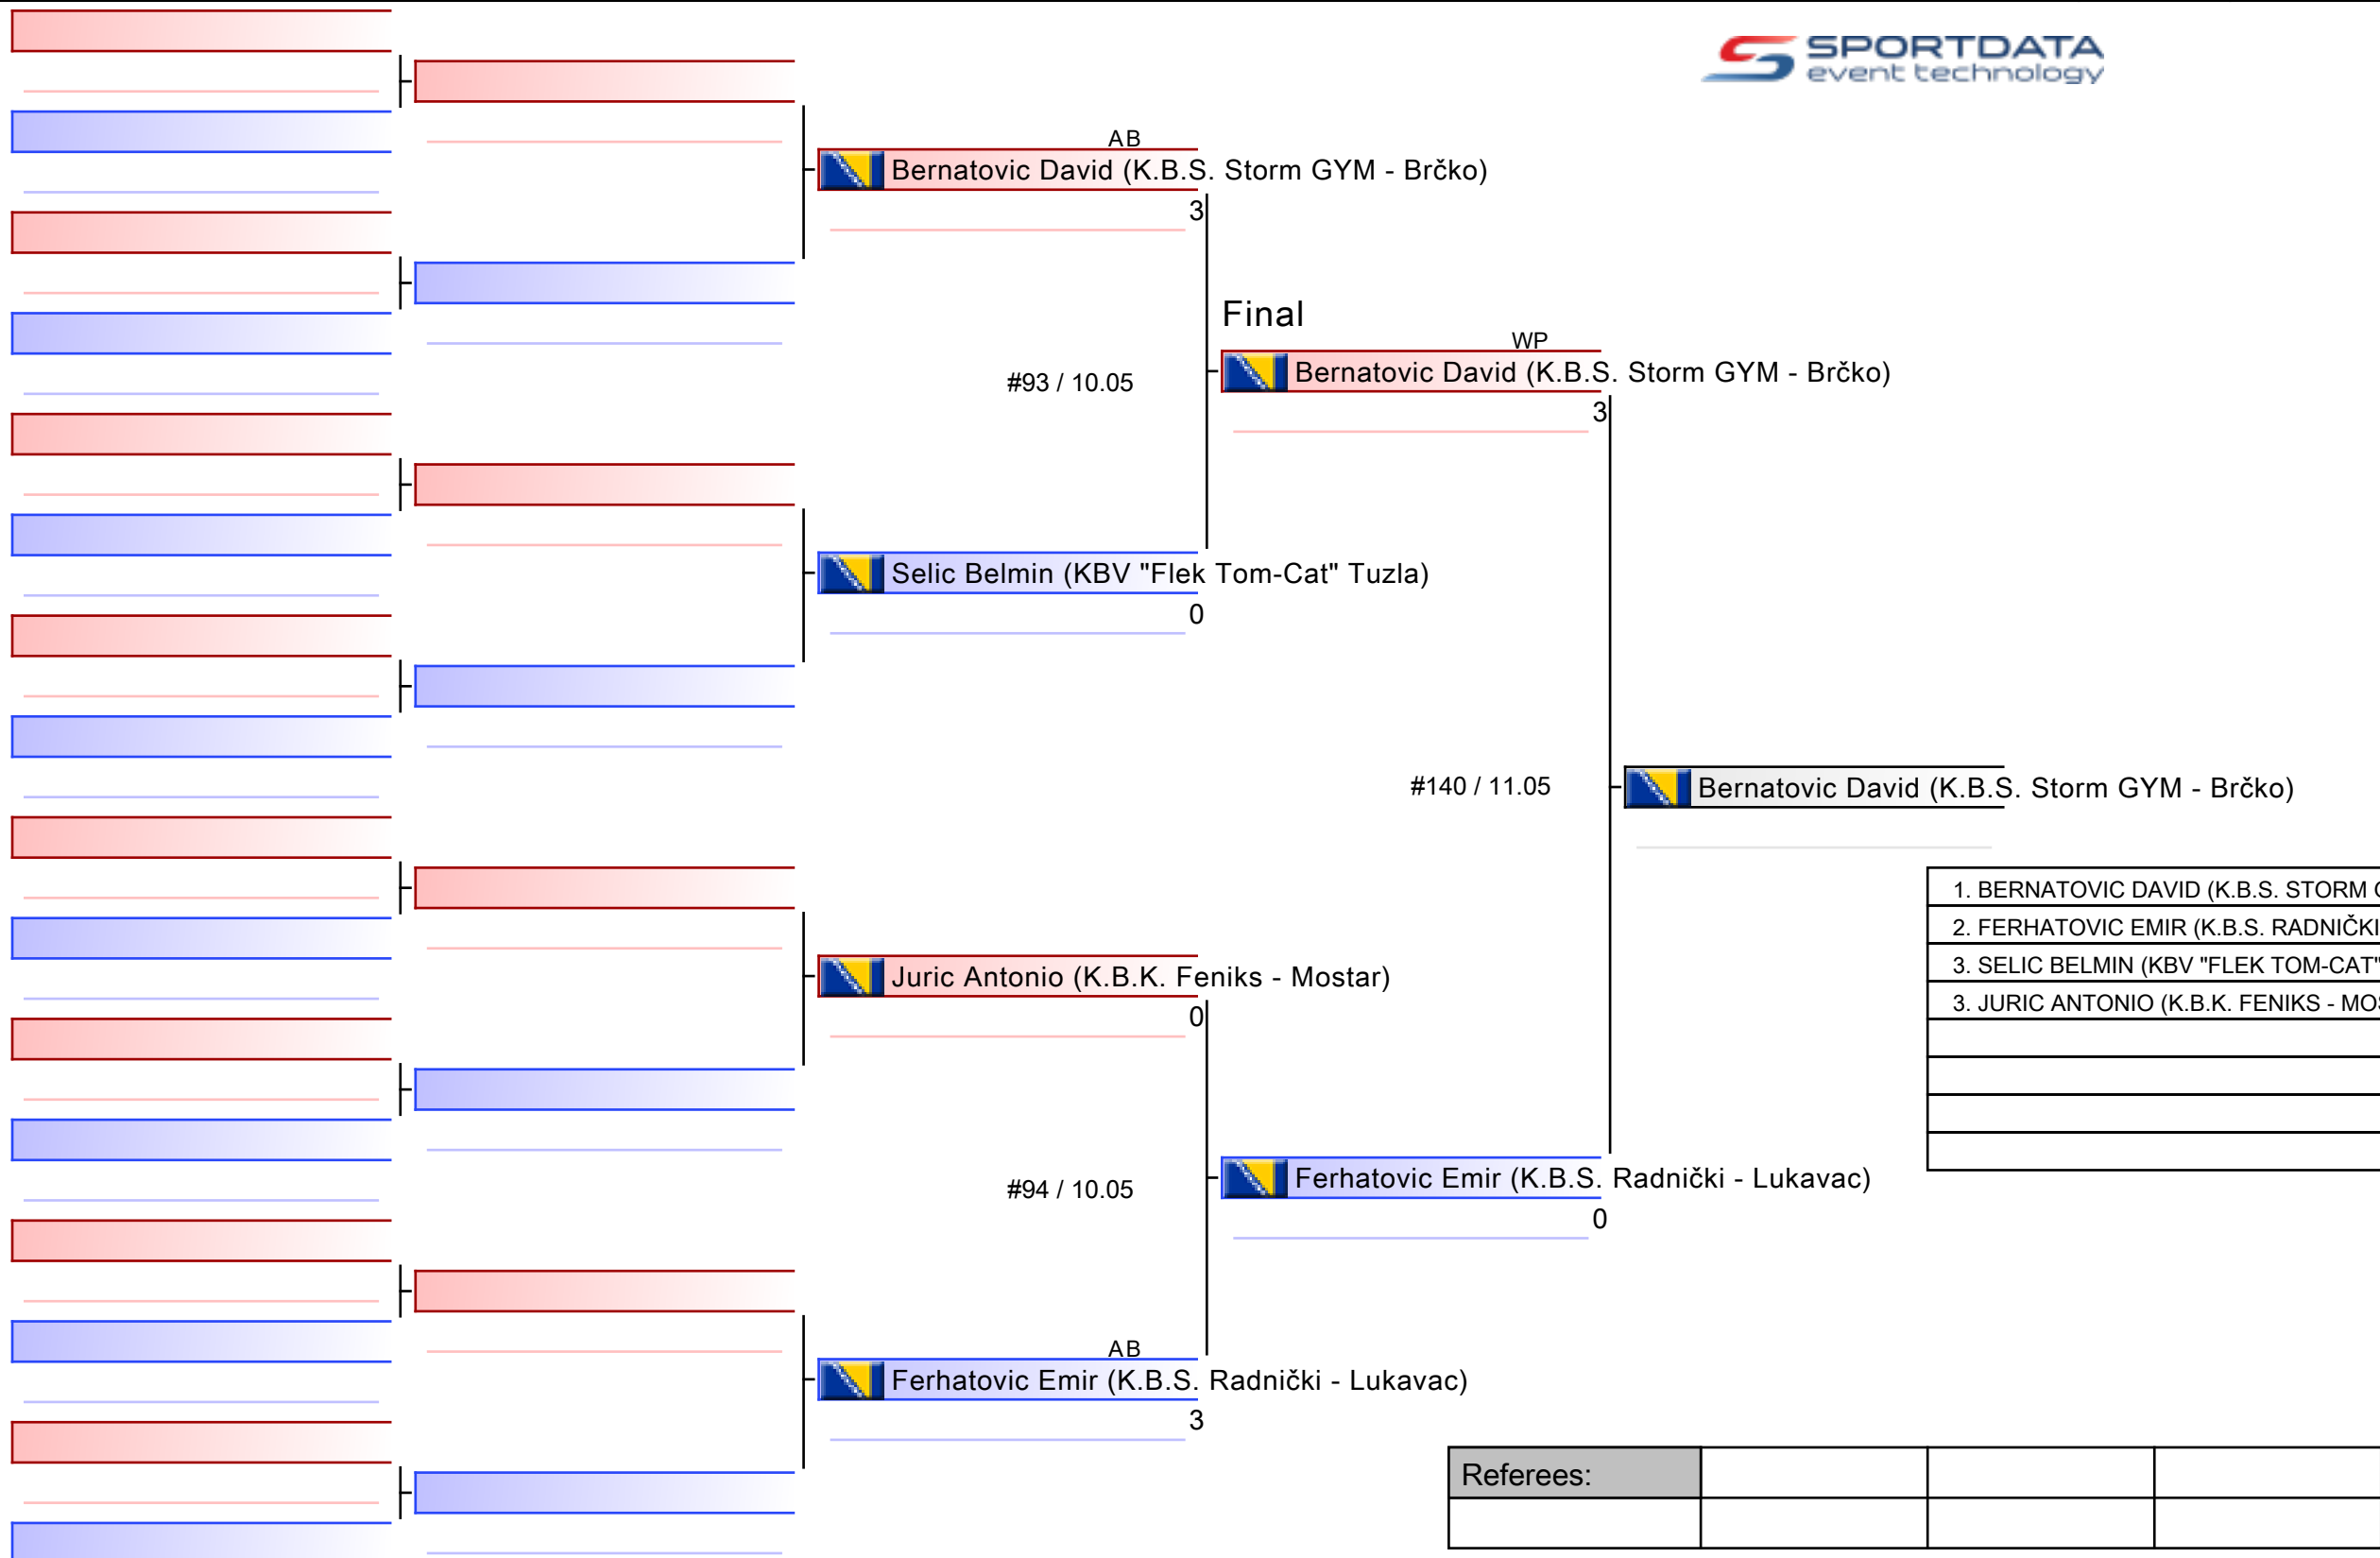 SPORTDATA
event technology
AB
Bernatovic David (K.B.S. Storm GYM - Brčko)
3
Final
WP
#93 / 10.05
Bernatovic David (K.B.S. Storm GYM - Brčko)
3
Selic Belmin (KBV "Flek Tom-Cat" Tuzla)
0
#140 / 11.05
Bernatovic David (K.B.S. Storm GYM - Brčko)
1. BERNATOVIC DAVID (K.B.S. STORM
2. FERHATOVIC EMIR (K.B.S. RADNIČKI
3. SELIC BELMIN (KBV "FLEK TOM-CAT"
3. JURIC ANTONIO (K.B.K. FENIKS -
Juric Antonio (K.B.K. Feniks - Mostar)
0
#94 / 10.05
Ferhatovic Emir (K.B.S. Radnički - Lukavac)
0
AB
Ferhatovic Emir (K.B.S. Radnički - Lukavac)
3
Referees: